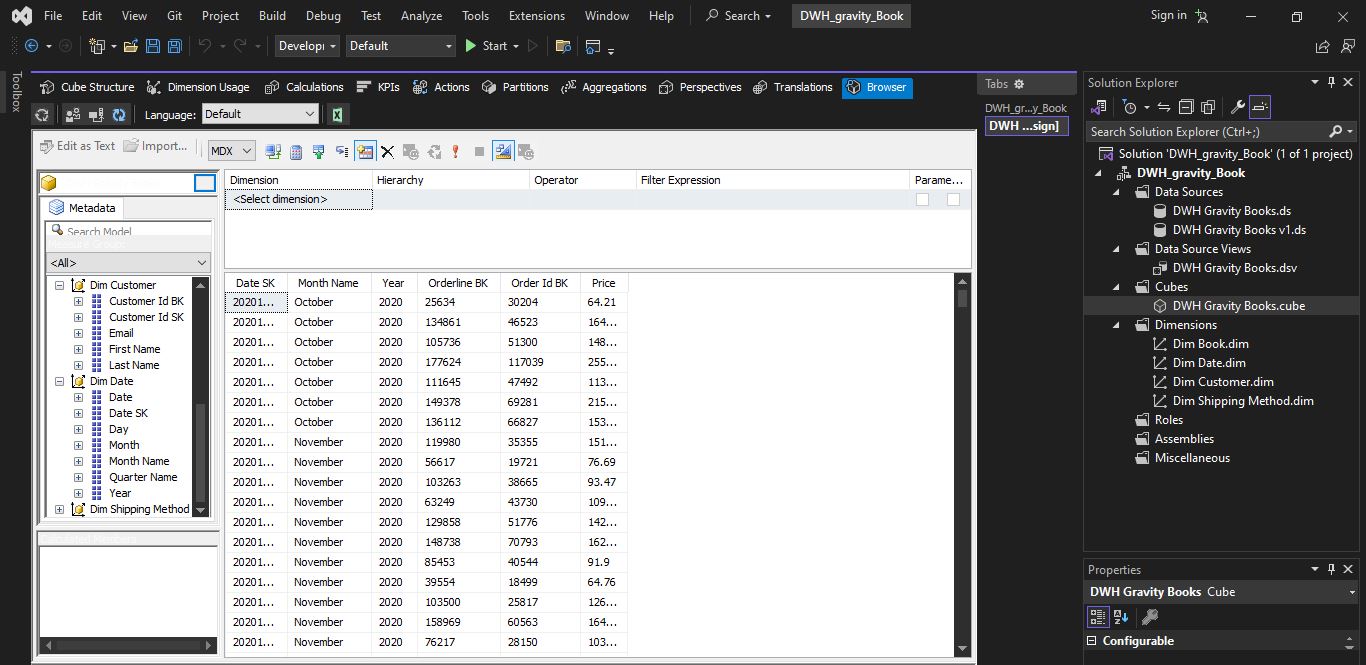 File Edit View Git Project Build Debug Test Analyze Tools Extensions Window Help Search DWH_gravity_Book Sign in
Developı Default Start
Toolbox
Cube Structure Dimension Usage Calculations KPIs Actions Partitions Aggregations Perspectives Translations Browser
Language: Default
Edit as Text Import... MDX
Metadata
Search Model
Measure Group:
<All>
Dim Customer
Customer Id BK
Customer Id SK
Email
First Name
Last Name
Dim Date
Date
Date SK
Day
Month
Month Name
Quarter Name
Year
Dim Shipping Method
Calculated Members
Dimension Hierarchy Operator Filter Expression Parame...
<Select dimension>
Date SK Month Name Year Orderline BK Order Id BK Price
20201... October 2020 25634 30204 64.21
20201... October 2020 134861 46523 164...
20201... October 2020 105736 51300 148...
20201... October 2020 177624 117039 255...
20201... October 2020 111645 47492 113...
20201... October 2020 149378 69281 215...
20201... October 2020 136112 66827 153...
20201... November 2020 119980 35355 151...
20201... November 2020 56617 19721 76.69
20201... November 2020 103263 38665 93.47
20201... November 2020 63249 43730 109...
20201... November 2020 129858 51776 142...
20201... November 2020 148738 70793 162...
20201... November 2020 85453 40544 91.9
20201... November 2020 39554 18499 64.76
20201... November 2020 103500 25817 126...
20201... November 2020 158969 60563 164...
20201... November 2020 76217 28150 103...
Tabs
DWH_gr...y_Book
DWH ...sign]
Solution Explorer
Search Solution Explorer (Ctrl+;)
Solution 'DWH_gravity_Book' (1 of 1 project)
DWH_gravity_Book
Data Sources
DWH Gravity Books.ds
DWH Gravity Books v1.ds
Data Source Views
DWH Gravity Books.dsv
Cubes
DWH Gravity Books.cube
Dimensions
Dim Book.dim
Dim Date.dim
Dim Customer.dim
Dim Shipping Method.dim
Roles
Assemblies
Miscellaneous
Properties
DWH Gravity Books Cube
Configurable